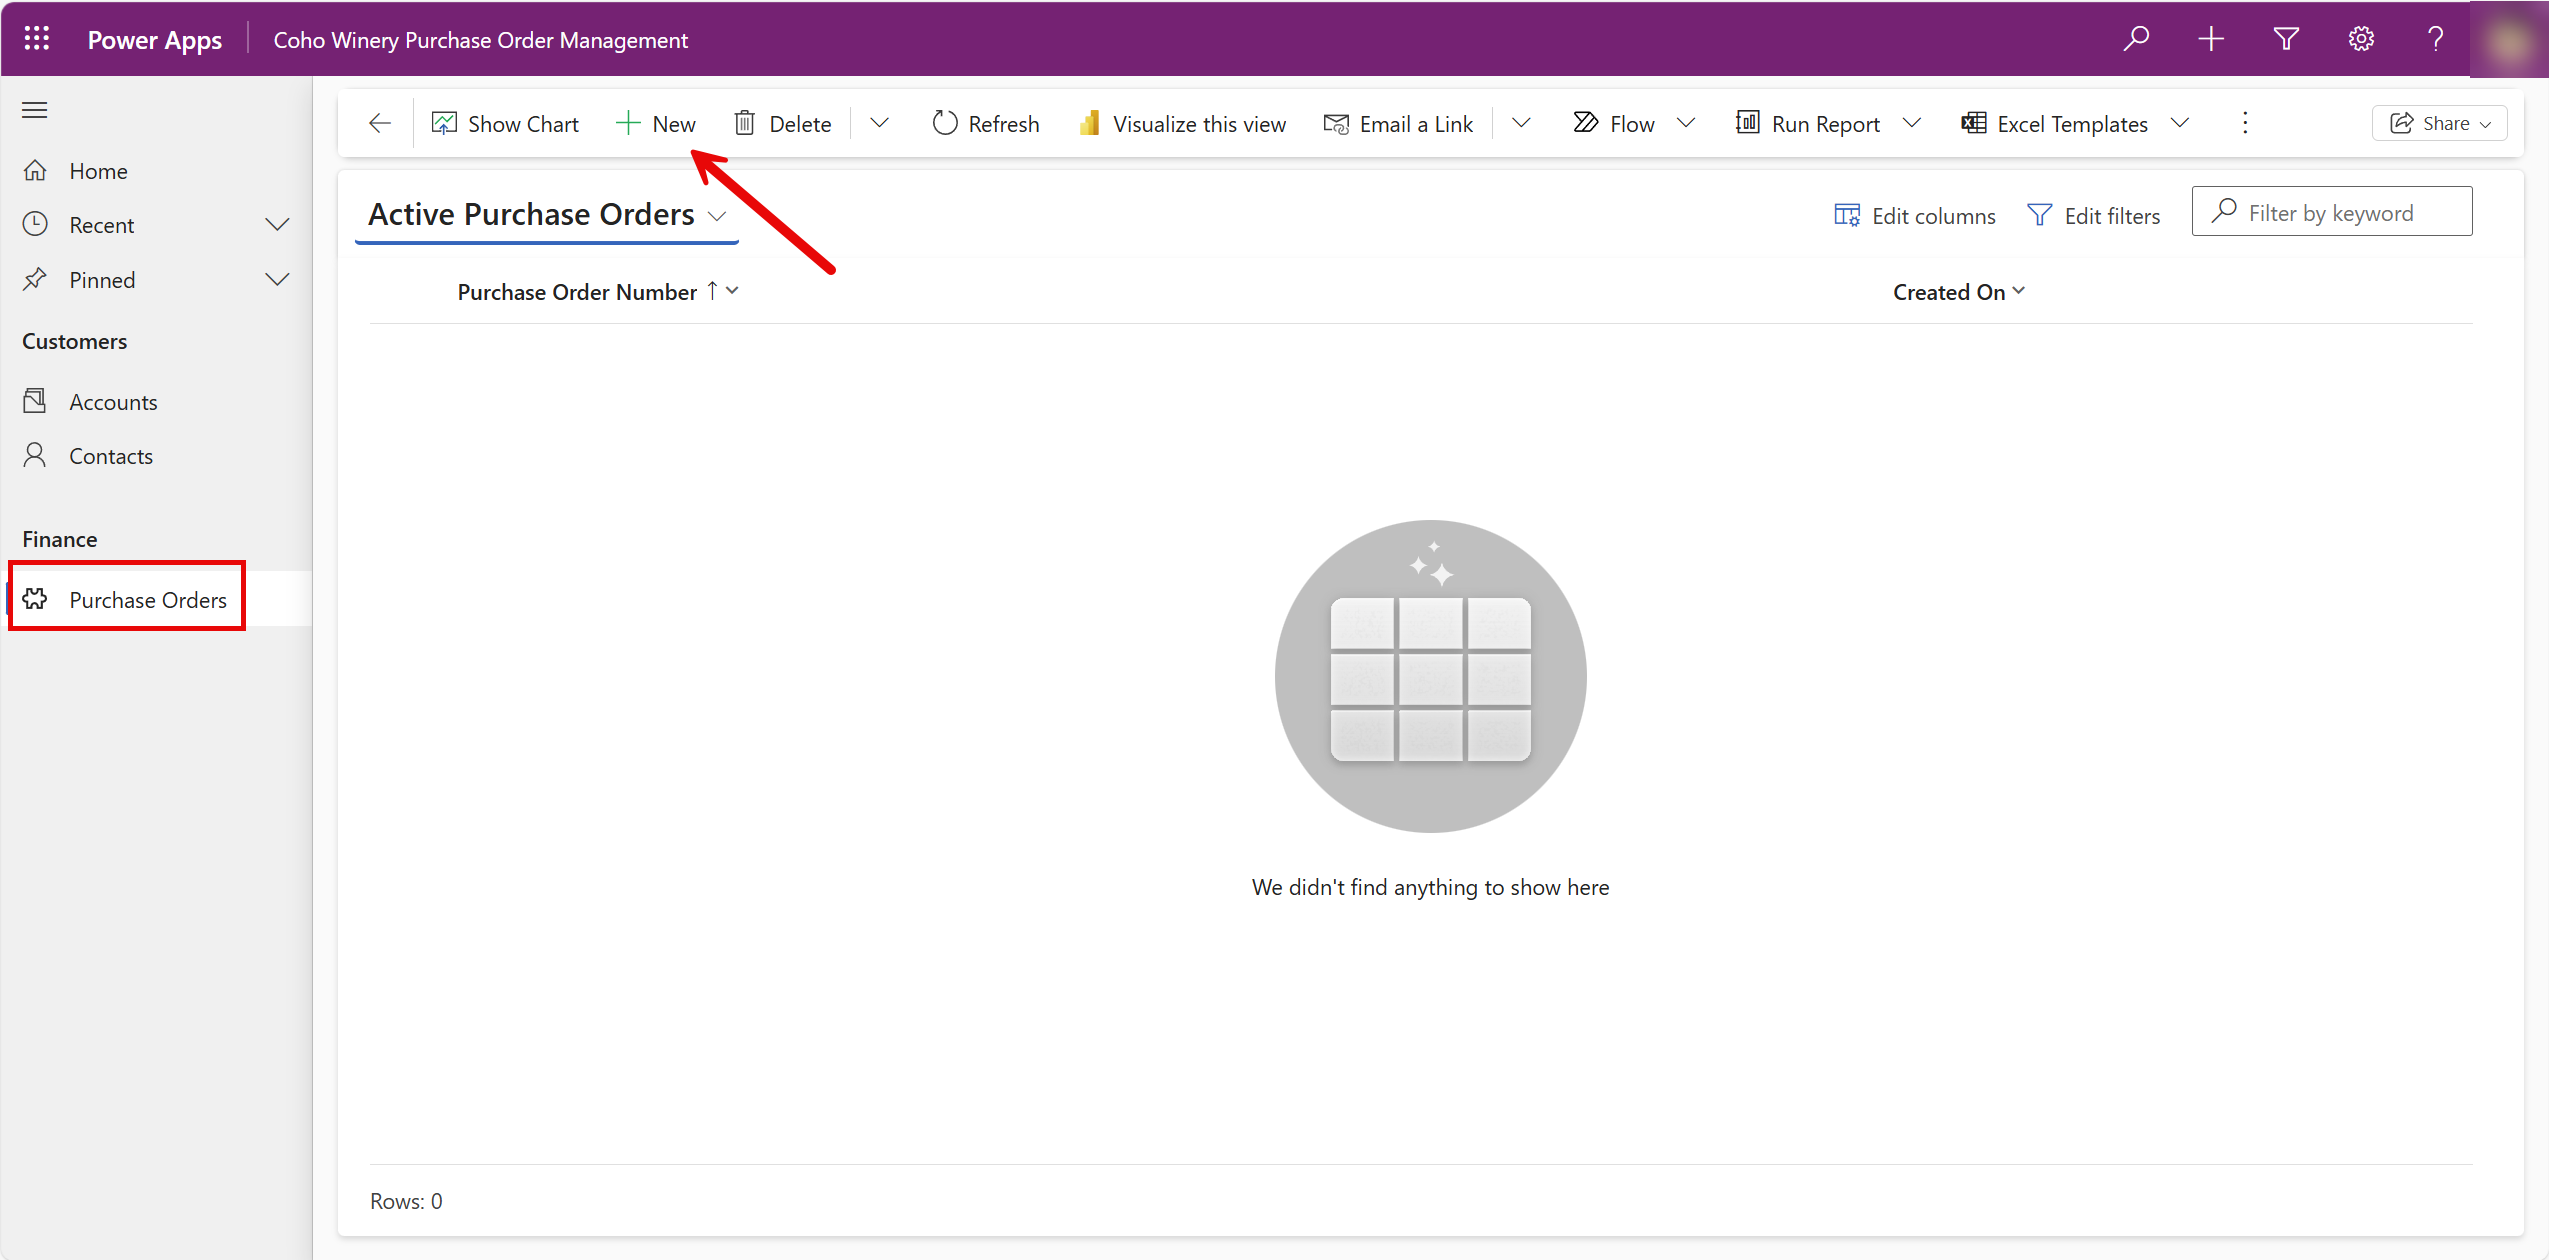 Power Apps
Coho Winery Purchase Order Management
Show Chart
New
Delete
Refresh
Visualize this view
Email a Link
Flow
Run Report
Excel Templates
Share
Home
Recent
Pinned
Customers
Accounts
Contacts
Finance
Purchase Orders
Active Purchase Orders
Edit columns
Edit filters
Filter by keyword
Purchase Order Number
Created On
We didn't find anything to show here
Rows: 0